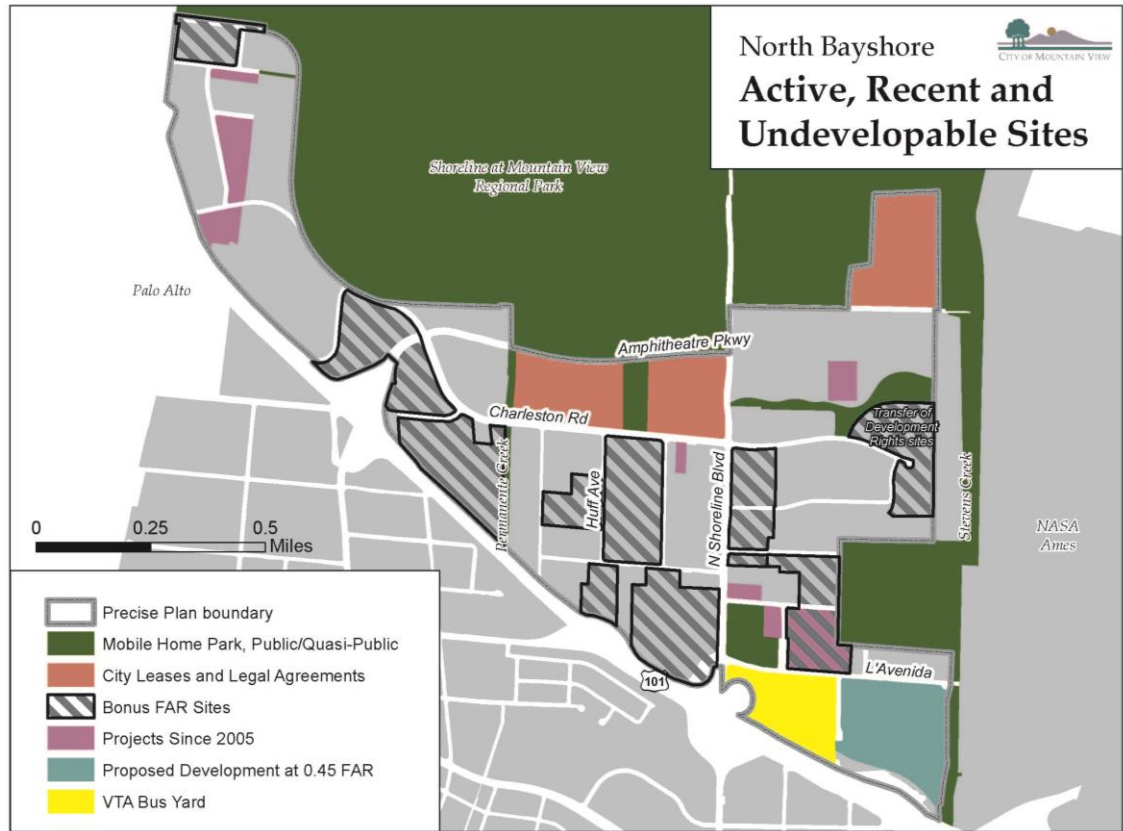 North Bayshore
Active, Recent and
Undevelopable Sites
CITY OF MOUNTAIN VIEW
Shoreline at Mountain View
Regional Park
Palo Alto
Amphitheatre Pkwy
Charleston Rd
Transfer of
Development
Rights sites
Huff Ave
Permanente Creek
N Shoreline Blvd
Stevens Creek
NASA
Ames
0 0.25 0.5
Miles
L'Avenida
101
Precise Plan boundary
Mobile Home Park, Public/Quasi-Public
City Leases and Legal Agreements
Bonus FAR Sites
Projects Since 2005
Proposed Development at 0.45 FAR
VTA Bus Yard